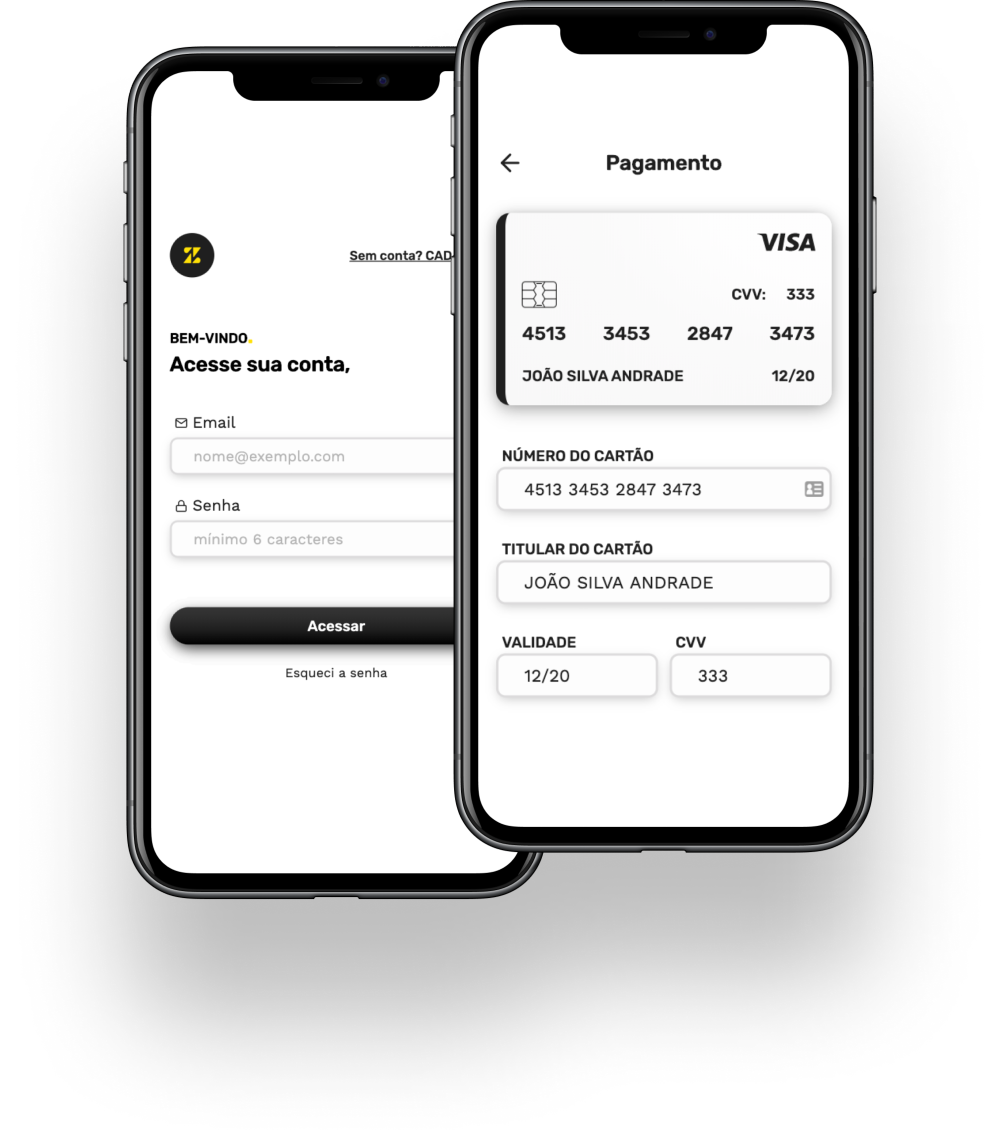 Sem conta? CAD
BEM-VINDO.
Acesse sua conta,
Email
nome@exemplo.com
Senha
mínimo 6 caracteres
Acessar
Esqueci a senha
Pagamento
VISA
CVV: 333
4513 3453 2847 3473
JOÃO SILVA ANDRADE 12/20
NÚMERO DO CARTÃO
4513 3453 2847 3473
TITULAR DO CARTÃO
JOÃO SILVA ANDRADE
VALIDADE CVV
12/20 333